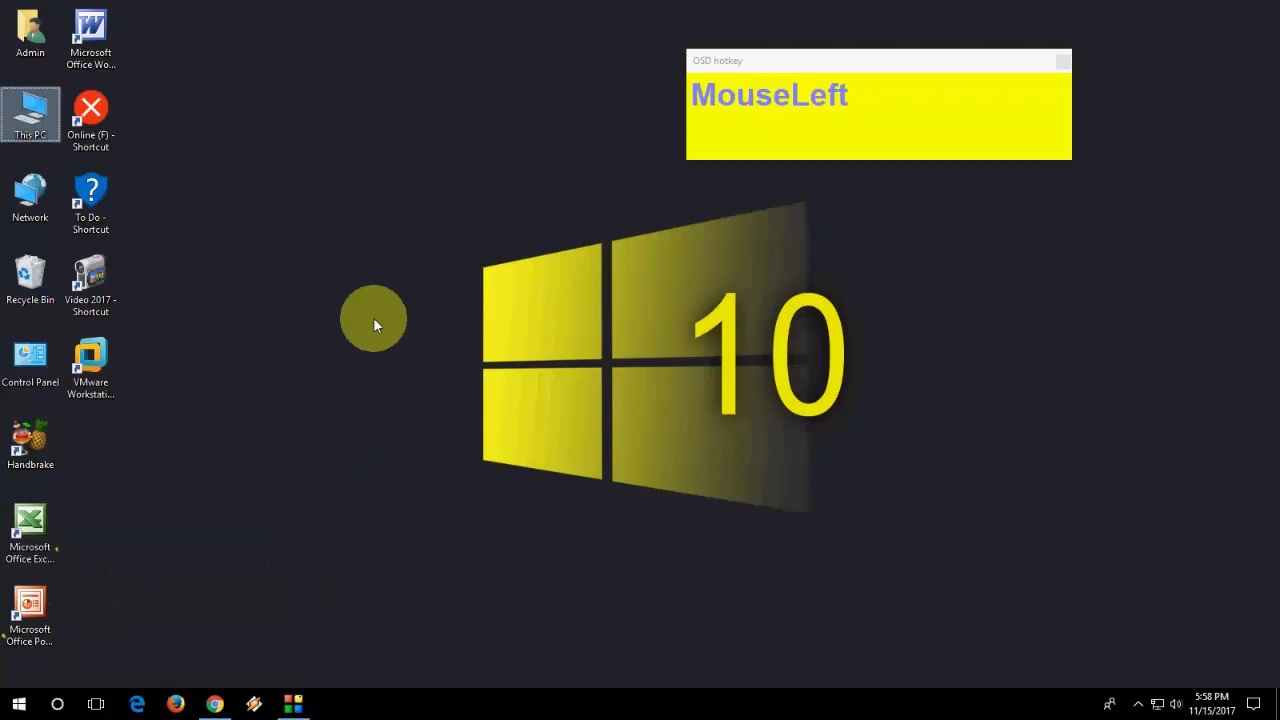 Admin
Microsoft
Office Wo...
This PC
Online (F) -
Shortcut
Network
To Do -
Shortcut
Recycle Bin
Video 2017 -
Shortcut
Control Panel
VMware
Workstati...
Handbrake
Microsoft
Office Exc...
Microsoft
Office Po...
OSD hotkey
MouseLeft
10
5:58 PM
11/15/2017